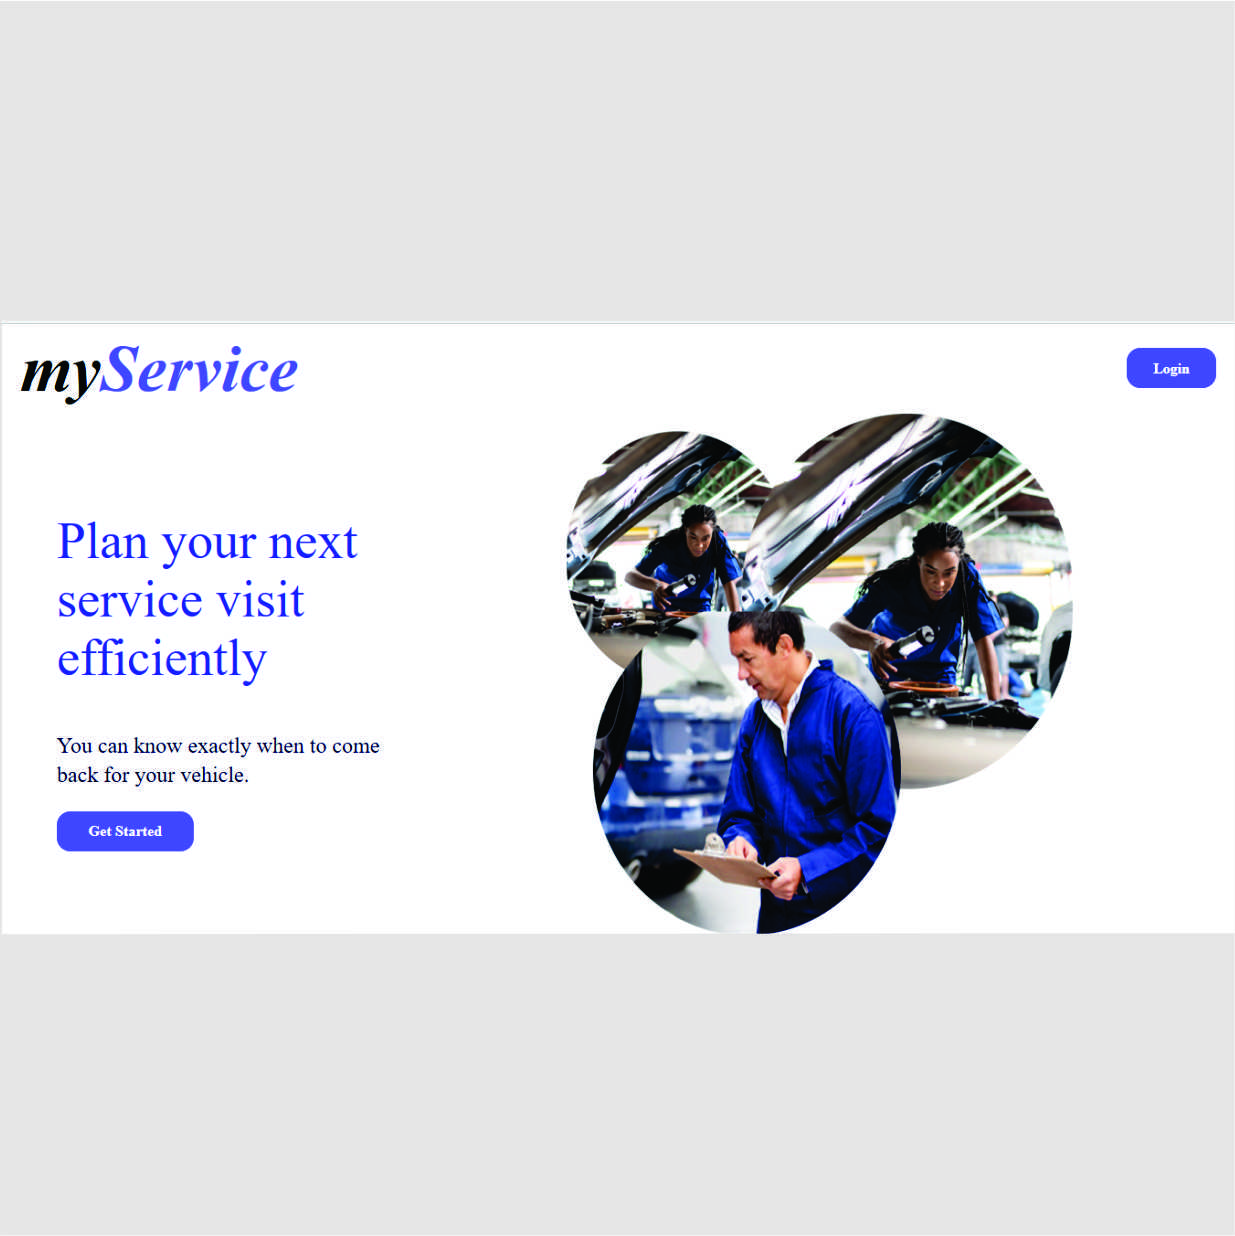 myService
Login
Plan your next
service visit
efficiently
You can know exactly when to come
back for your vehicle.
Get Started